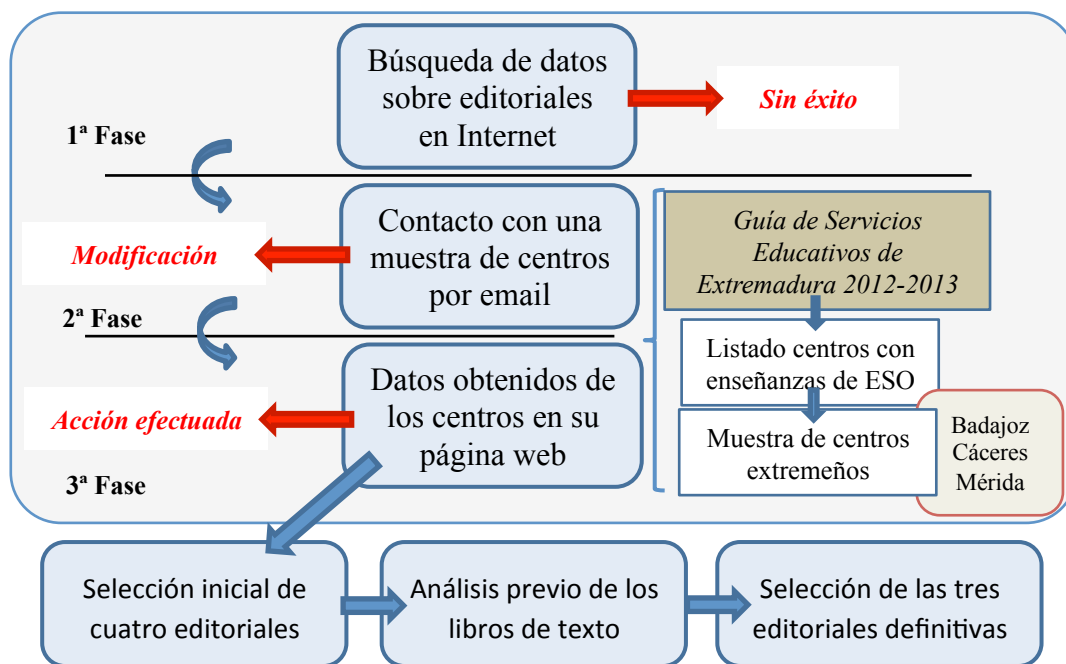 Búsqueda de datos
sobre editoriales
en Internet
Sin éxito
1ª Fase
Contacto con una
muestra de centros
por email
Modificación
2ª Fase
Guía de Servicios
Educativos de
Extremadura 2012-2013
Listado centros con
enseñanzas de ESO
Muestra de centros
extremeños
Badajoz
Cáceres
Mérida
Datos obtenidos de
los centros en su
página web
Acción efectuada
3ª Fase
Selección inicial de
cuatro editoriales
Análisis previo de los
libros de texto
Selección de las tres
editoriales definitivas